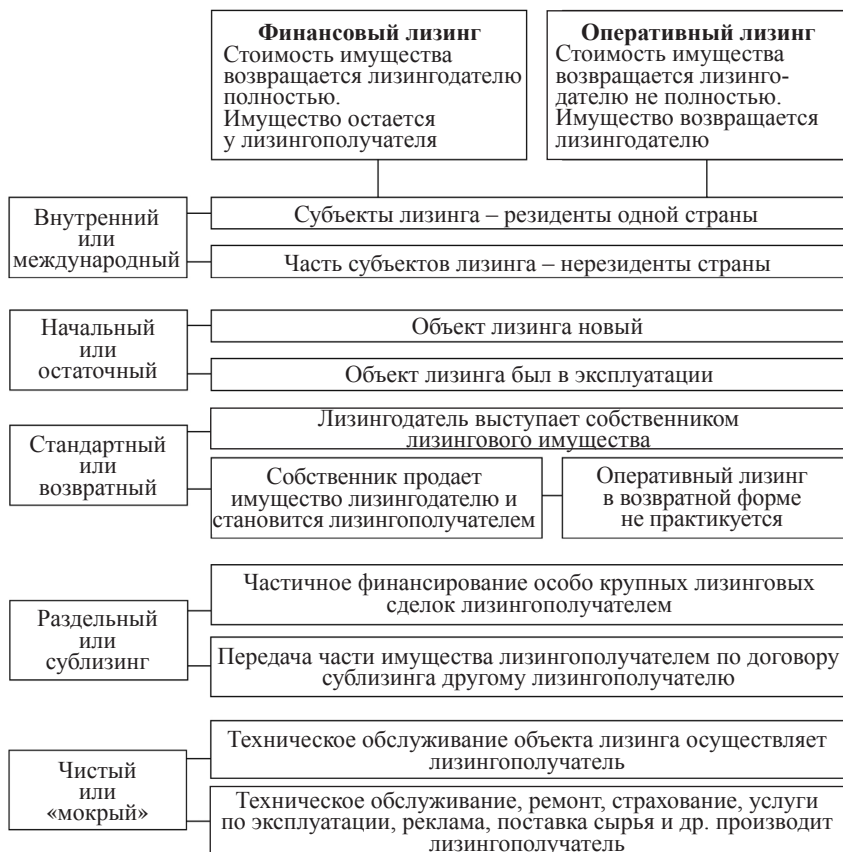 Финансовый лизинг
Стоимость имущества
возвращается лизингодателю
полностью.
Имущество остается
у лизингополучателя
Оперативный лизинг
Стоимость имущества
возвращается лизинго-
дателю не полностью.
Имущество возвращается
лизингодателю
Внутренний
или
международный
Субъекты лизинга – резиденты одной страны
Часть субъектов лизинга – нерезиденты страны
Начальный
или
остаточный
Объект лизинга новый
Объект лизинга был в эксплуатации
Стандартный
или
возвратный
Лизингодатель выступает собственником
лизингового имущества
Собственник продает
имущество лизингодателю и
становится лизингополучателем
Оперативный лизинг
в возвратной форме
не практикуется
Раздельный
или
сублизинг
Частичное финансирование особо крупных лизинговых
сделок лизингополучателем
Передача части имущества лизингополучателем по договору
сублизинга другому лизингополучателю
Чистый
или
«мокрый»
Техническое обслуживание объекта лизинга осуществляет
лизингополучатель
Техническое обслуживание, ремонт, страхование, услуги
по эксплуатации, реклама, поставка сырья и др. производит
лизингополучатель